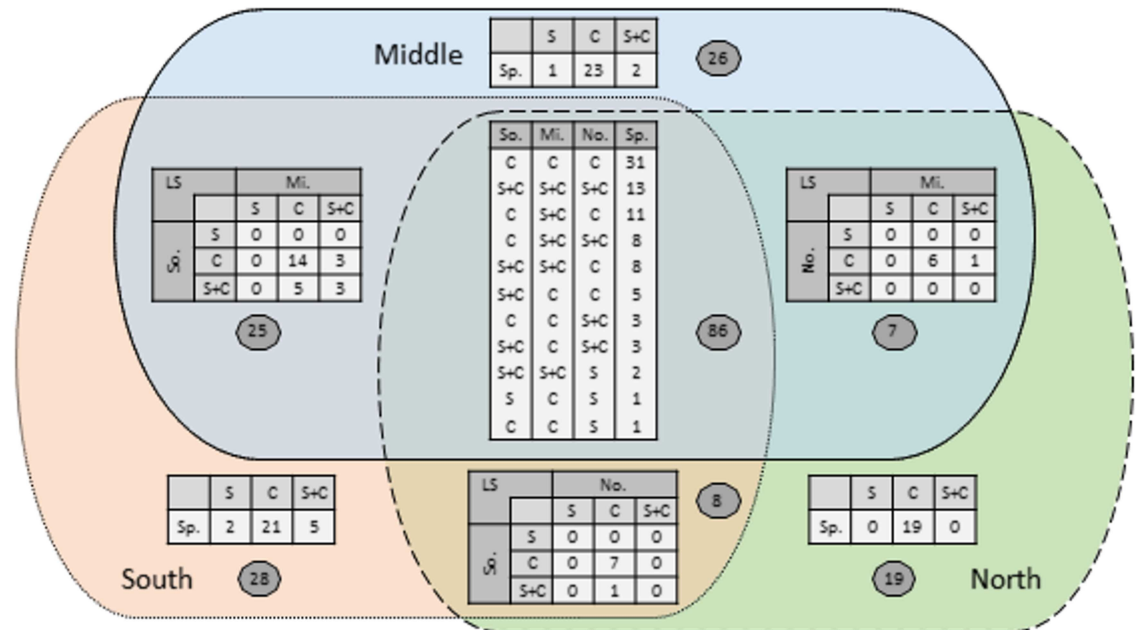 Middle
S C S+C
Sp. 1 23 2
26
So. Mi. No. Sp.
C C C 31
S+C S+C S+C 13
C S+C C 11
C S+C S+C 8
S+C S+C C 8
S+C C C 5
C C S+C 3
S+C C S+C 3
S+C S+C S 2
S C S 1
C C S 1
86
LS Mi.
S C S+C
So.
S 0 0 0
C 0 14 3
S+C 0 5 3
25
LS Mi.
S C S+C
No.
S 0 0 0
C 0 6 1
S+C 0 0 0
7
S C S+C
Sp. 2 21 5
South
28
LS No.
S C S+C
So.
S 0 0 0
C 0 7 0
S+C 0 1 0
8
S C S+C
Sp. 0 19 0
19
North